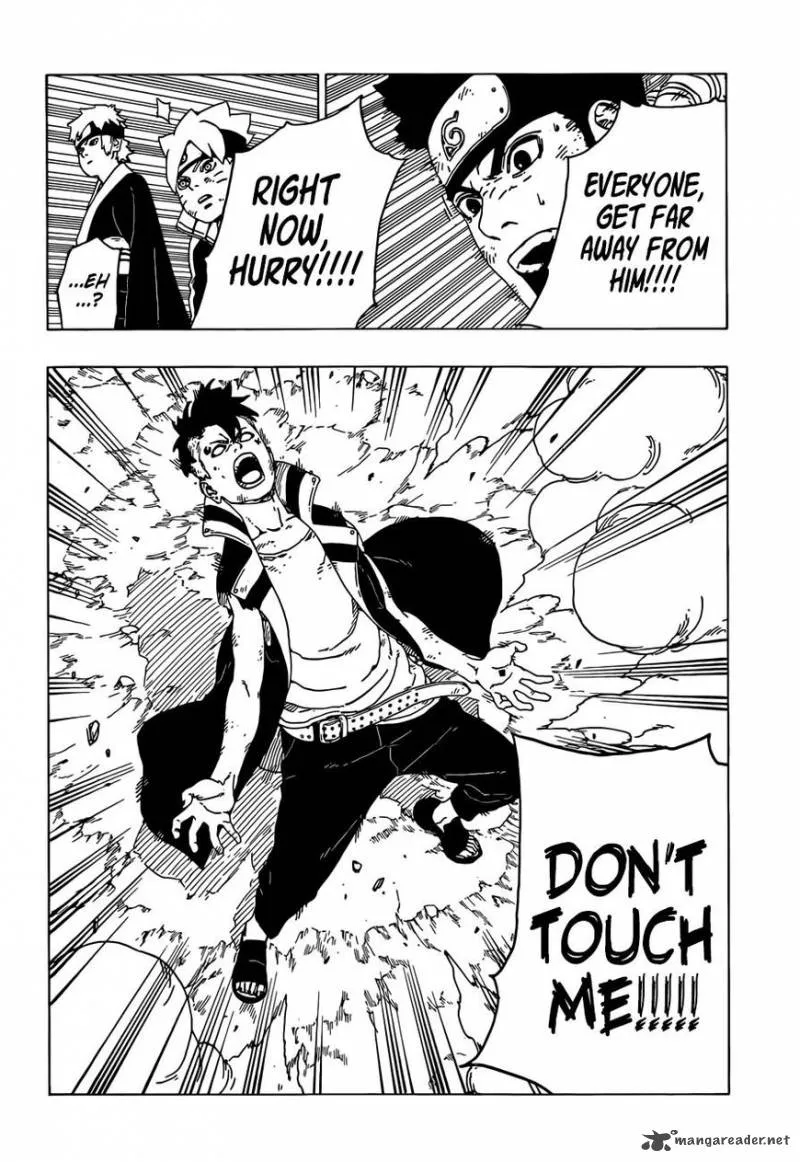 EVERYONE,
GET FAR
AWAY FROM
HIM!!!!
RIGHT
NOW,
HURRY!!!!
...EH
...?
DON'T
TOUCH
ME!!!!!
mangareader.net